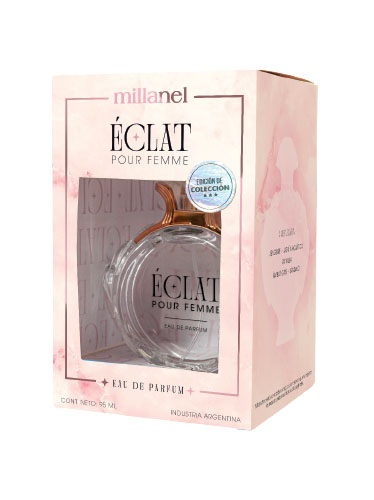 millanel
ÉCLAT
POUR FEMME
EDICIÓN DE
COLECCIÓN
ÉCLAT
POUR FEMME
EAU DE PARFUM
EAU DE PARFUM
CONT. NETO: 95 ML
INDUSTRIA ARGENTINA